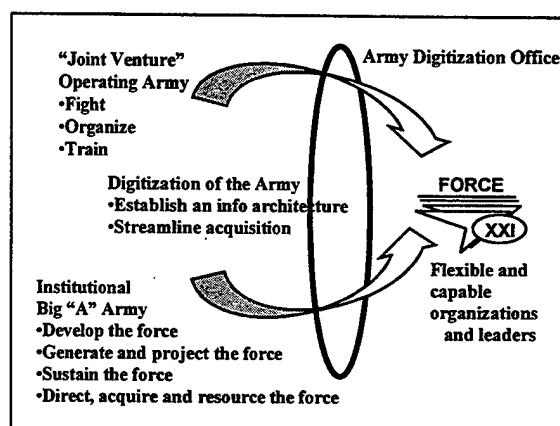 “Joint Venture”
Operating Army
•Fight
•Organize
•Train
Army Digitization Office
Digitization of the Army
•Establish an info architecture
•Streamline acquisition
FORCE
XXI
Flexible and
capable
organizations
and leaders
Institutional
Big “A” Army
•Develop the force
•Generate and project the force
•Sustain the force
•Direct, acquire and resource the force